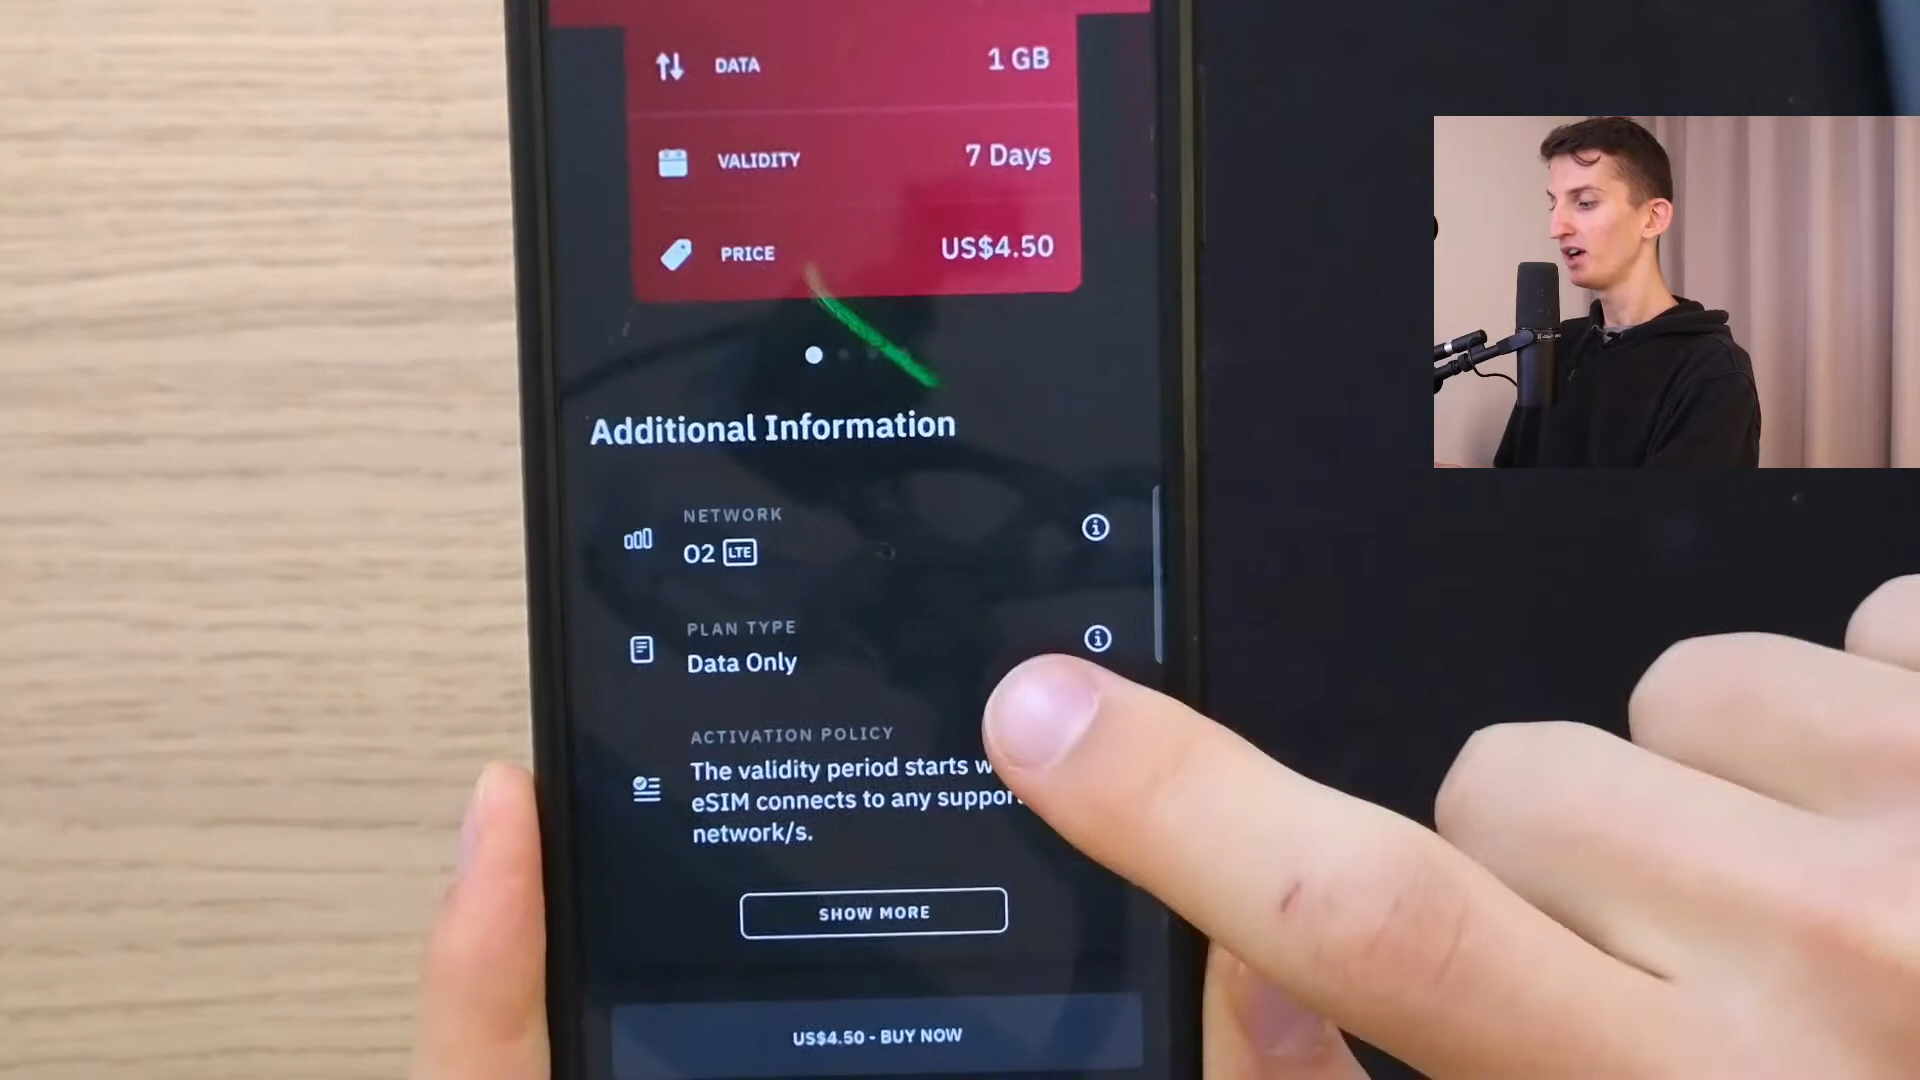 DATA 1 GB
VALIDITY 7 Days
PRICE US$4.50
Additional Information
NETWORK
O2 LTE
PLAN TYPE
Data Only
ACTIVATION POLICY
The validity period starts
eSIM connects to any
network/s.
SHOW MORE
US$4.50 - BUY NOW